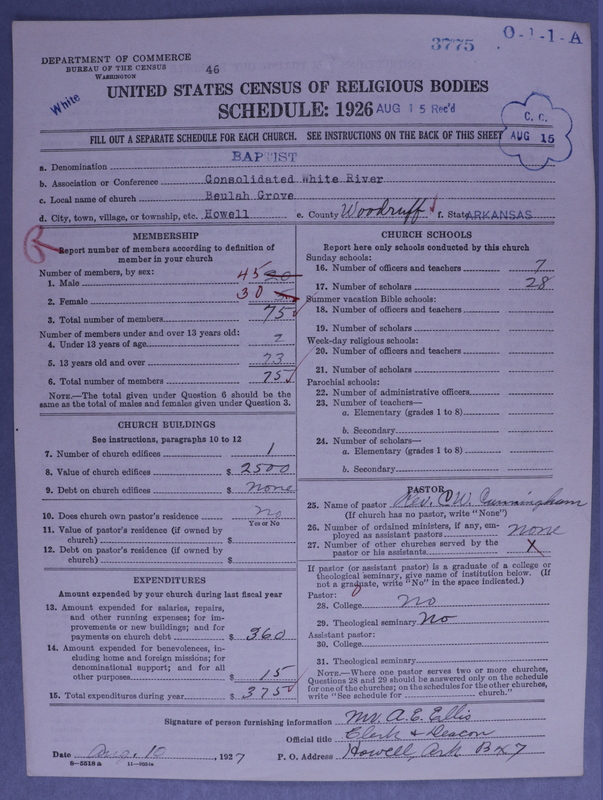 3775
O-1-1-A
DEPARTMENT OF COMMERCE
BUREAU OF THE CENSUS
WASHINGTON
46
White
UNITED STATES CENSUS OF RELIGIOUS BODIES
SCHEDULE: 1926 AUG 15 Rec'd
C. C.
AUG 15
FILL OUT A SEPARATE SCHEDULE FOR EACH CHURCH. SEE INSTRUCTIONS ON THE BACK OF THIS SHEET
a. Denomination BAPTIST
b. Association or Conference Consolidated White River
c. Local name of church Beulah Grove
d. City, town, village, or township, etc. Howell e. County Woodruff f. State ARKANSAS
MEMBERSHIP
Report number of members according to definition of member in your church
Number of members, by sex:
1. Male 45
2. Female 30
3. Total number of members 75
Number of members under and over 13 years old:
4. Under 13 years of age 2
5. 13 years old and over 73
6. Total number of members 75
NOTE.—The total given under Question 6 should be the same as the total of males and females given under Question 3.
CHURCH BUILDINGS
See instructions, paragraphs 10 to 12
7. Number of church edifices 1
8. Value of church edifices $ 2500
9. Debt on church edifices $ none
10. Does church own pastor's residence No
Yes or No
11. Value of pastor's residence (if owned by church) $
12. Debt on pastor's residence (if owned by church) $
EXPENDITURES
Amount expended by your church during last fiscal year
13. Amount expended for salaries, repairs, and other running expenses; for improvements or new buildings; and for payments on church debt $ 360
14. Amount expended for benevolences, including home and foreign missions; for denominational support; and for all other purposes $ 15
15. Total expenditures during year $ 375
CHURCH SCHOOLS
Report here only schools conducted by this church
Sunday schools:
16. Number of officers and teachers 7
17. Number of scholars 28
Summer vacation Bible schools:
18. Number of officers and teachers
19. Number of scholars
Week-day religious schools:
20. Number of officers and teachers
21. Number of scholars
Parochial schools:
22. Number of administrative officers
23. Number of teachers—
a. Elementary (grades 1 to 8)
b. Secondary
24. Number of scholars—
a. Elementary (grades 1 to 8)
b. Secondary
PASTOR
25. Name of pastor Rev. C W. Cunningham
(If church has no pastor, write "None")
26. Number of ordained ministers, if any, employed as assistant pastors none
27. Number of other churches served by the pastor or his assistants X
If pastor (or assistant pastor) is a graduate of a college or theological seminary, give name of institution below. (If not a graduate, write "No" in the space indicated.)
Pastor:
28. College No
29. Theological seminary No
Assistant pastor:
30. College
31. Theological seminary
NOTE.—Where one pastor serves two or more churches, Questions 28 and 29 should be answered only on the schedule for one of the churches; on the schedules for the other churches, write "See schedule for church."
Signature of person furnishing information Mr. A. E. Ellis
Official title Clerk & Deacon
Date Aug. 10, 1927 P. O. Address Howell, Ark Bx 7
8—5518 a